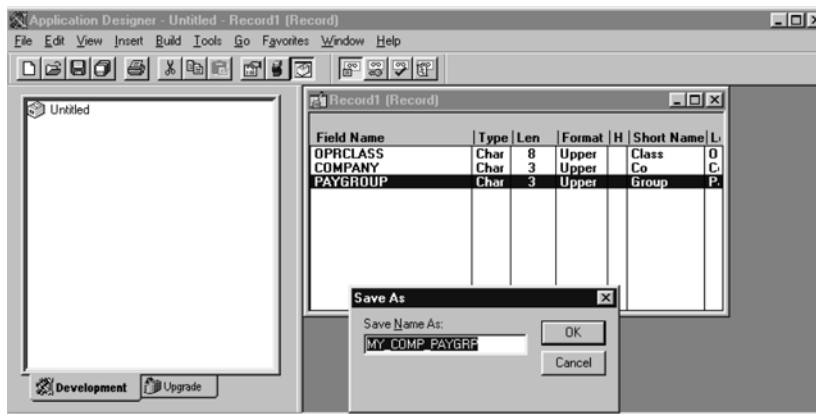 Application Designer - Untitled - Record1 (Record)
File Edit View Insert Build Tools Go Favorites Window Help
Untitled
Record1 (Record)
Field Name Type Len Format H Short Name
OPRCLASS Char 8 Upper Class
COMPANY Char 3 Upper Co
PAYGROUP Char 3 Upper Group
Save As
Save Name As:
MY_COMP_PAYGRP
OK
Cancel
Development Upgrade